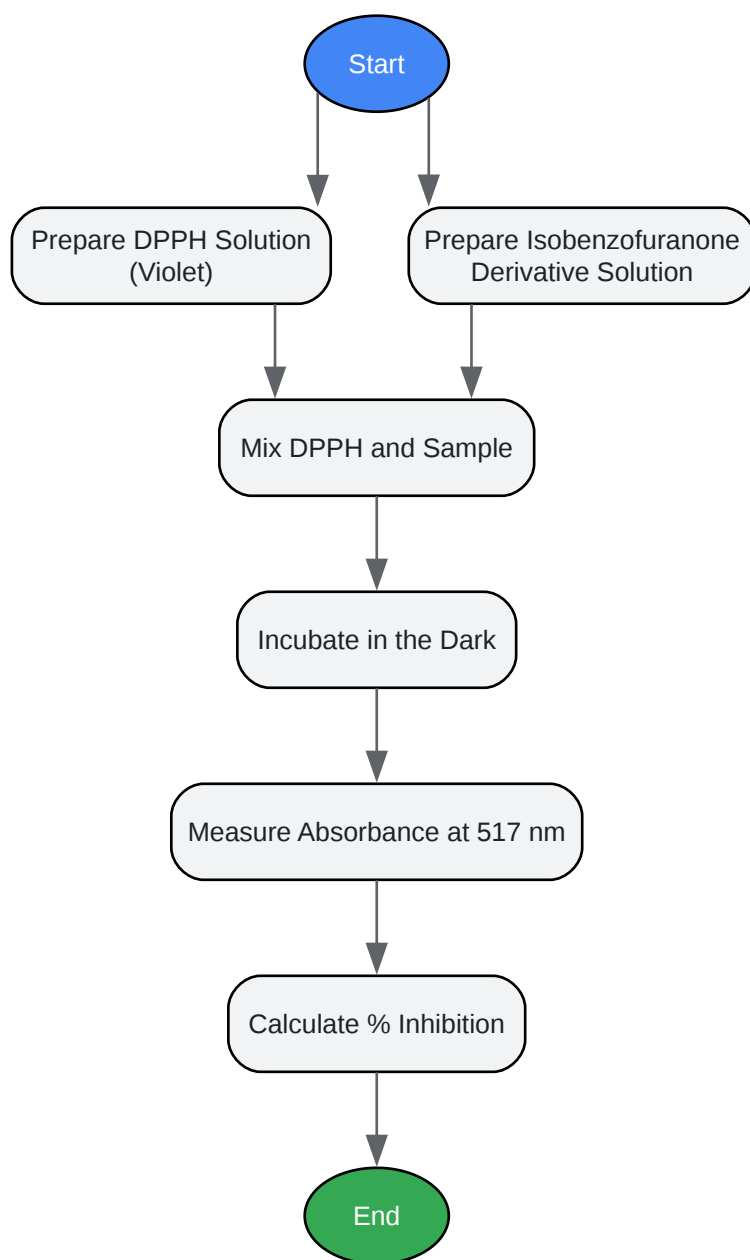 Start
Prepare DPPH Solution
(Violet)
Prepare Isobenzofuranone
Derivative Solution
Mix DPPH and Sample
Incubate in the Dark
Measure Absorbance at 517 nm
Calculate % Inhibition
End